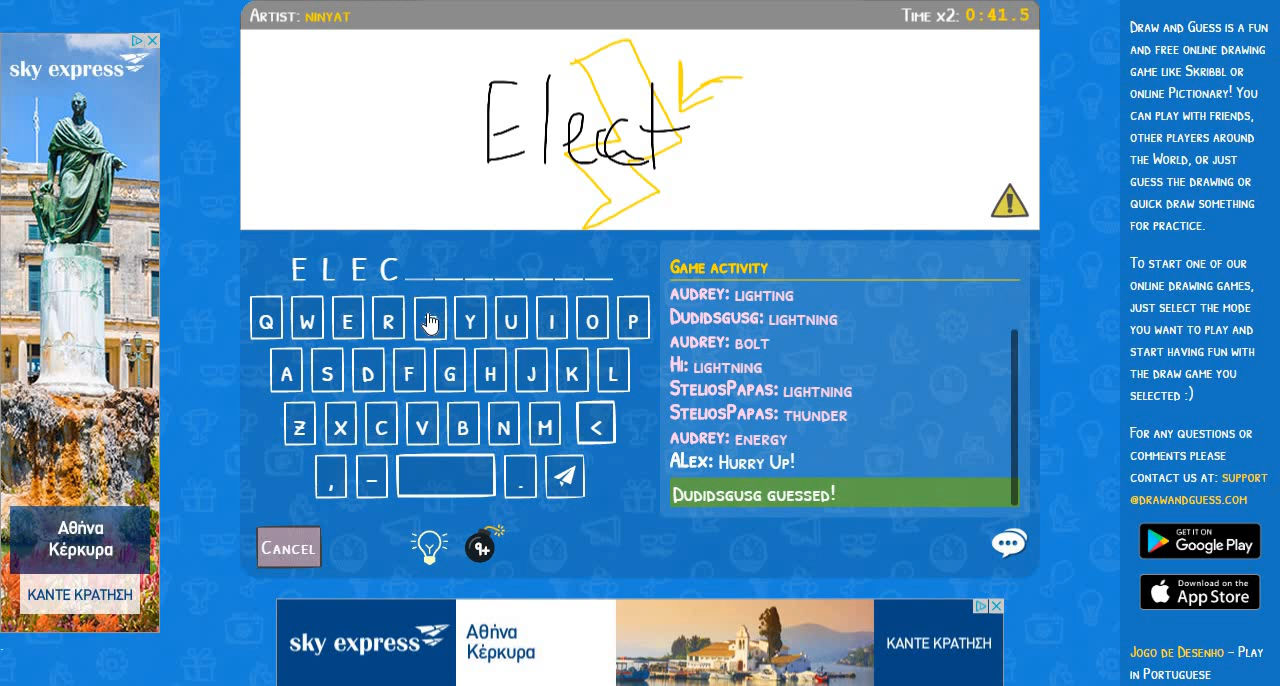 Artist: ninyat
Time x2: 0:41.5
sky express
Αθήνα
Κέρκυρα
ΚΑΝΤΕ ΚΡΑΤΗΣΗ
Elect
E L E C _ _ _ _ _ _ _
Q W E R Y U I O P
A S D F G H J K L
Z X C V B N M <
, - .
Cancel
9+
Game activity
audrey: lighting
Dudidsgusg: lightning
audrey: bolt
Hi: lightning
SteliosPapas: lightning
SteliosPapas: thunder
audrey: energy
Alex: Hurry Up!
Dudidsgusg guessed!
sky express
Αθήνα
Κέρκυρα
ΚΑΝΤΕ ΚΡΑΤΗΣΗ
Draw and Guess is a fun
and free online drawing
game like Skribbl or
online Pictionary! You
can play with friends,
other players around
the World, or just
guess the drawing or
quick draw something
for practice.
To start one of our
online drawing games,
just select the mode
you want to play and
start having fun with
the draw game you
selected :)
For any questions or
comments please
contact us at: support
@drawandguess.com
GET IT ON
Google Play
Download on the
App Store
Jogo de Desenho - Play
in Portuguese